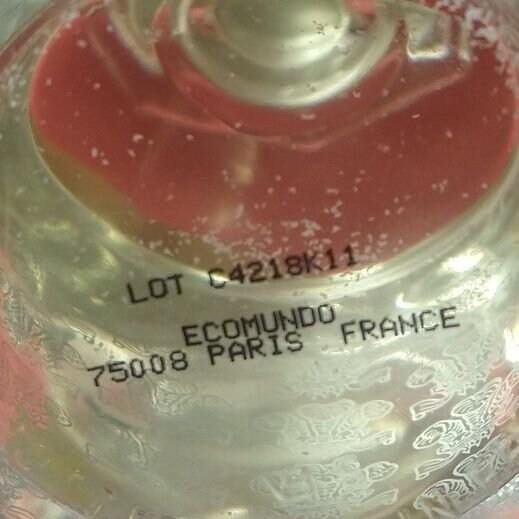 LOT C4218K11
ECOMUNDO
75008 PARIS FRANCE